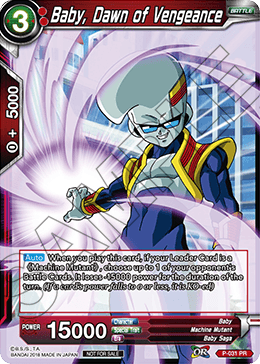 3
Baby, Dawn of Vengeance
BATTLE
+ 5000
Auto When you play this card, if your Leader Card is a
《Machine Mutant》, choose up to 1 of your opponent's
Battle Cards. It loses -15000 power for the duration of the
turn. (If a card's power falls to 0 or less, it is KO-ed)
POWER 15000
Character Baby
Special Trait Machine Mutant
Era Baby Saga
©B.S./S., TA
BANDAI 2018 MADE IN JAPAN NOT FOR SALE
P-031 PR